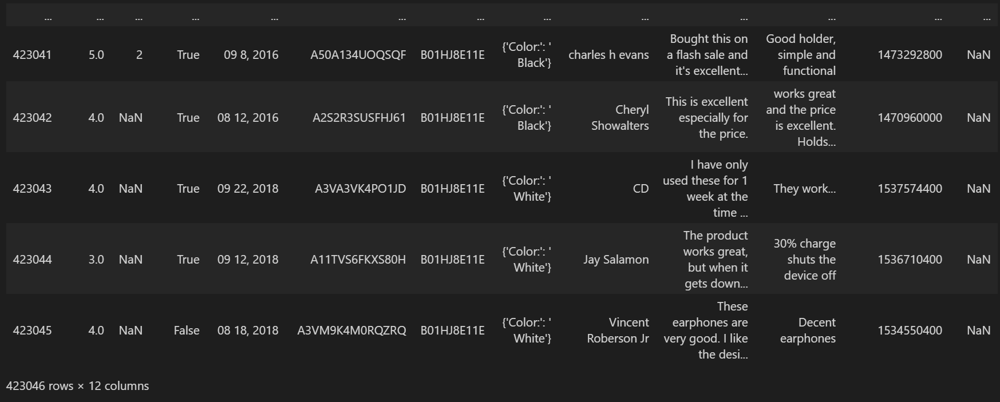 ... ... ... ... ... ... ... ... ... ... ... ... ...
423041 5.0 2 True 09 8, 2016 A50A134UOQSQF B01HJ8E11E {'Color:': ' Black'} charles h evans Bought this on a flash sale and it's excellent... Good holder, simple and functional 1473292800 NaN
423042 4.0 NaN True 08 12, 2016 A2S2R3SUSFHJ61 B01HJ8E11E {'Color:': ' Black'} Cheryl Showalters This is excellent especially for the price. works great and the price is excellent. Holds... 1470960000 NaN
423043 4.0 NaN True 09 22, 2018 A3VA3VK4PO1JD B01HJ8E11E {'Color:': ' White'} CD I have only used these for 1 week at the time ... They work... 1537574400 NaN
423044 3.0 NaN True 09 12, 2018 A11TVS6FKXS80H B01HJ8E11E {'Color:': ' White'} Jay Salamon The product works great, but when it gets down... 30% charge shuts the device off 1536710400 NaN
423045 4.0 NaN False 08 18, 2018 A3VM9K4M0RQZRQ B01HJ8E11E {'Color:': ' White'} Vincent Roberson Jr These earphones are very good. I like the desi... Decent earphones 1534550400 NaN
423046 rows × 12 columns